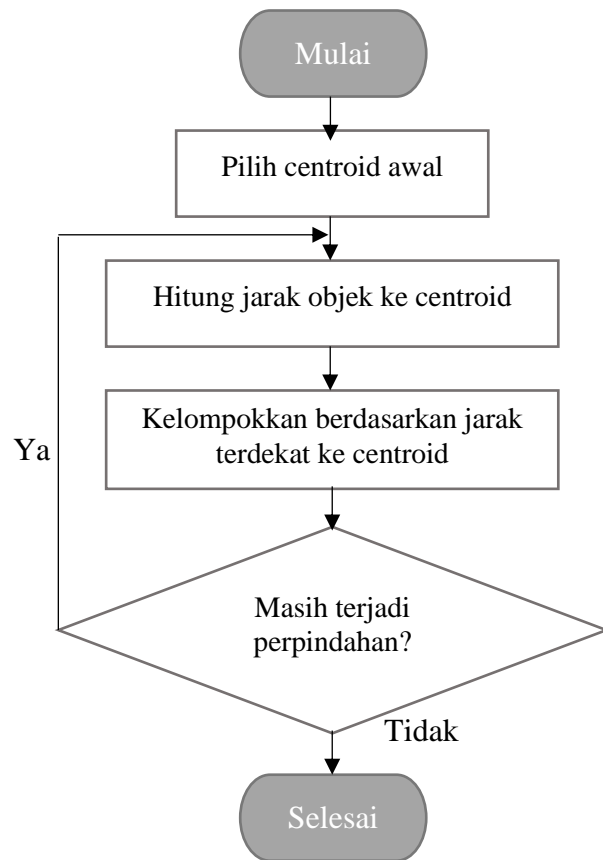 Mulai
Pilih centroid awal
Hitung jarak objek ke centroid
Kelompokkan berdasarkan jarak
terdekat ke centroid
Ya
Masih terjadi
perpindahan?
Tidak
Selesai